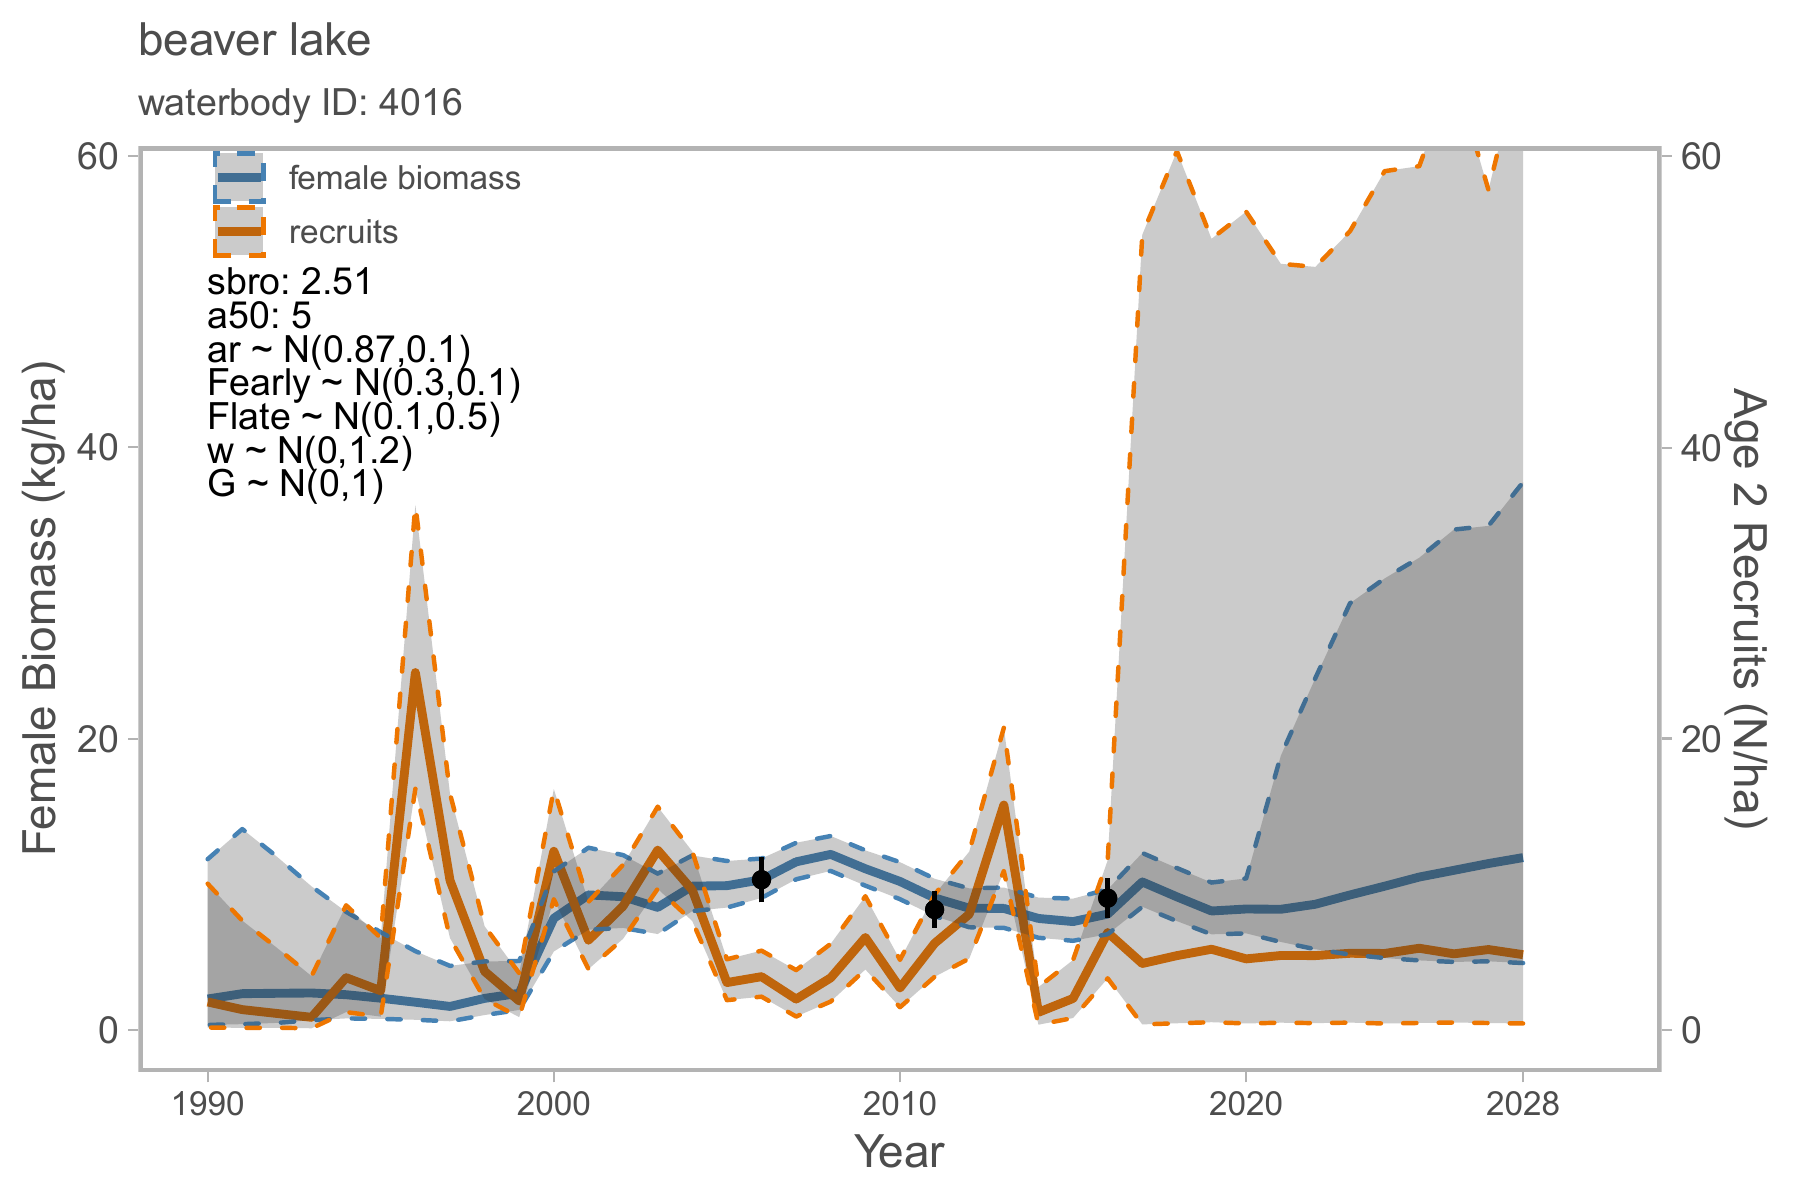 beaver lake
waterbody ID: 4016
60
40
20
0
Female Biomass (kg/ha)
female biomass
recruits
sbro: 2.51
a50: 5
ar ~ N(0.87,0.1)
Fearly ~ N(0.3,0.1)
Flate ~ N(0.1,0.5)
w ~ N(0,1.2)
G ~ N(0,1)
60
40
20
0
Age 2 Recruits (N/ha)
1990 2000 2010 2020 2028
Year